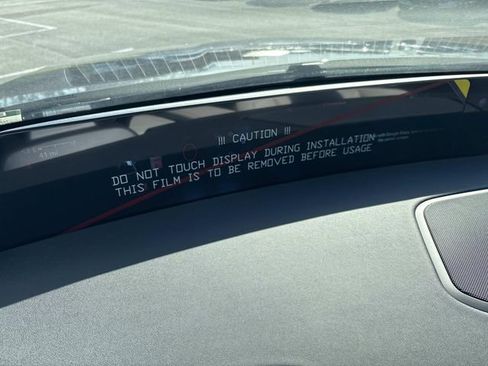 !!! CAUTION !!!
DO NOT TOUCH DISPLAY DURING INSTALLATION
THIS FILM IS TO BE REMOVED BEFORE USAGE